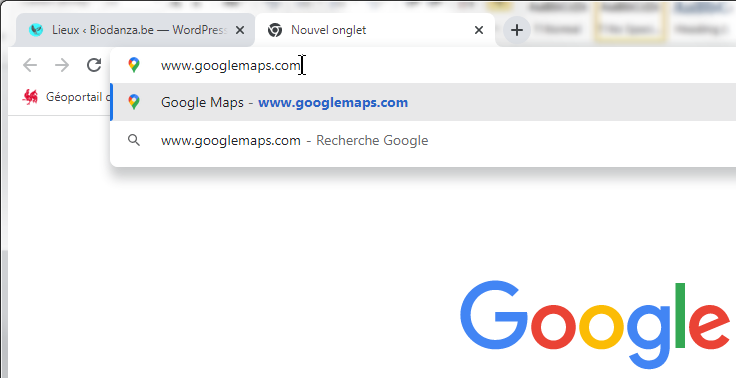 Lieux ‹ Biodanza.be — WordPress
Nouvel onglet
www.googlemaps.com
Géoportail d
Google Maps - www.googlemaps.com
www.googlemaps.com - Recherche Google
Google